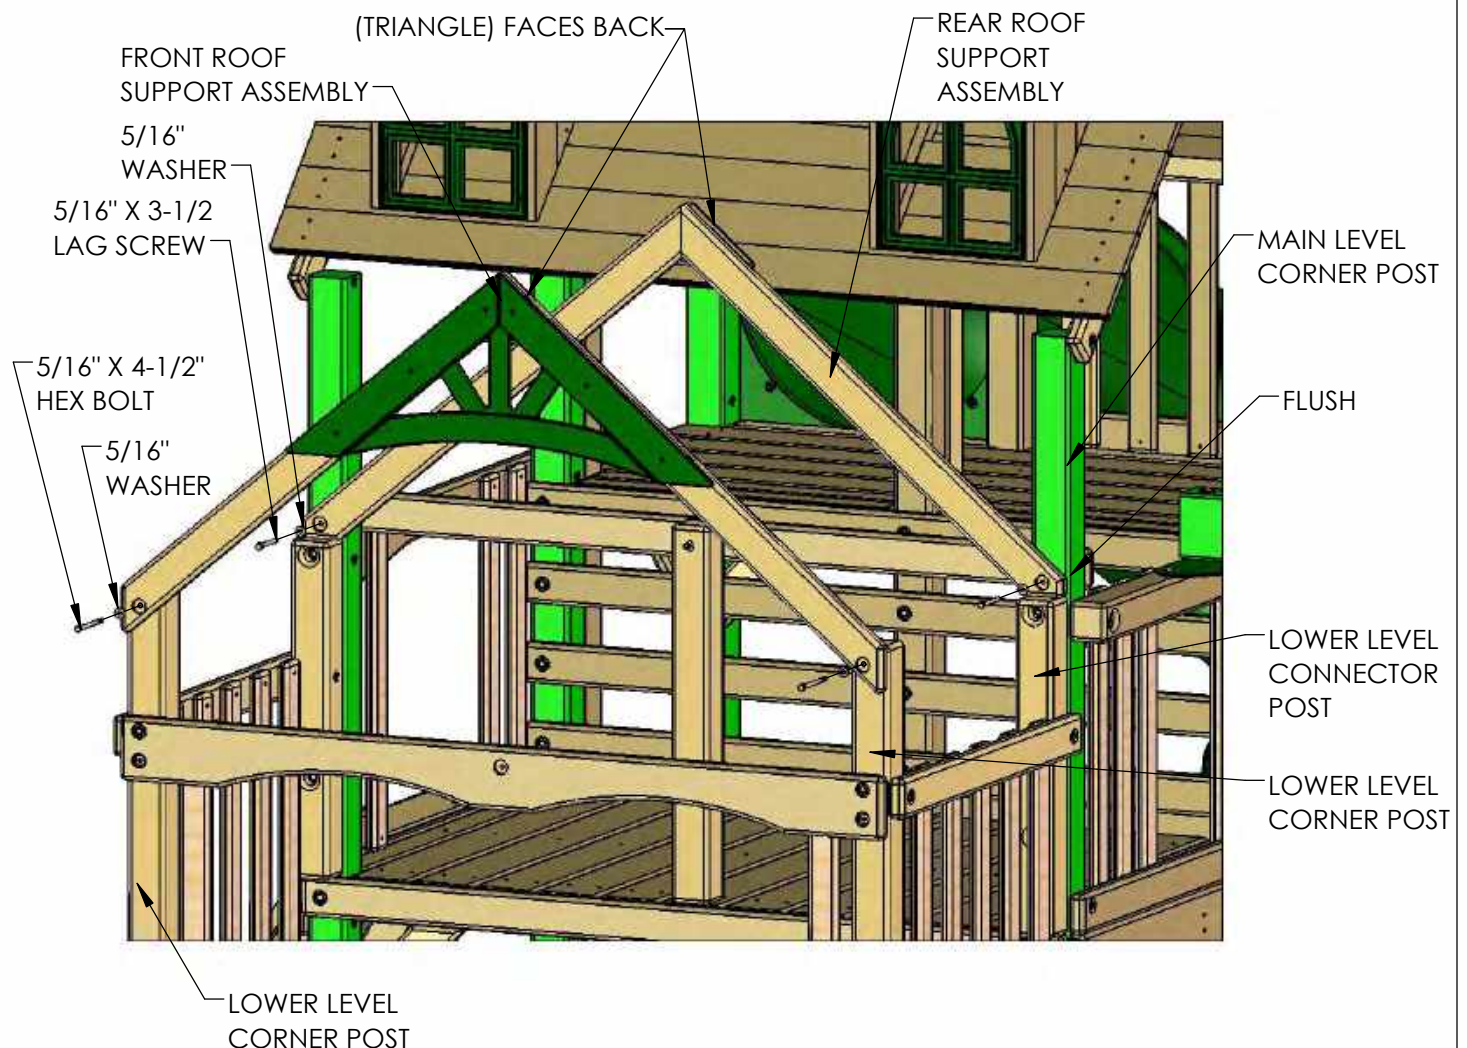 (TRIANGLE) FACES BACK
REAR ROOF
SUPPORT
ASSEMBLY
FRONT ROOF
SUPPORT ASSEMBLY
5/16"
WASHER
5/16" X 3-1/2
LAG SCREW
MAIN LEVEL
CORNER POST
5/16" X 4-1/2"
HEX BOLT
FLUSH
5/16"
WASHER
LOWER LEVEL
CONNECTOR
POST
LOWER LEVEL
CORNER POST
LOWER LEVEL
CORNER POST